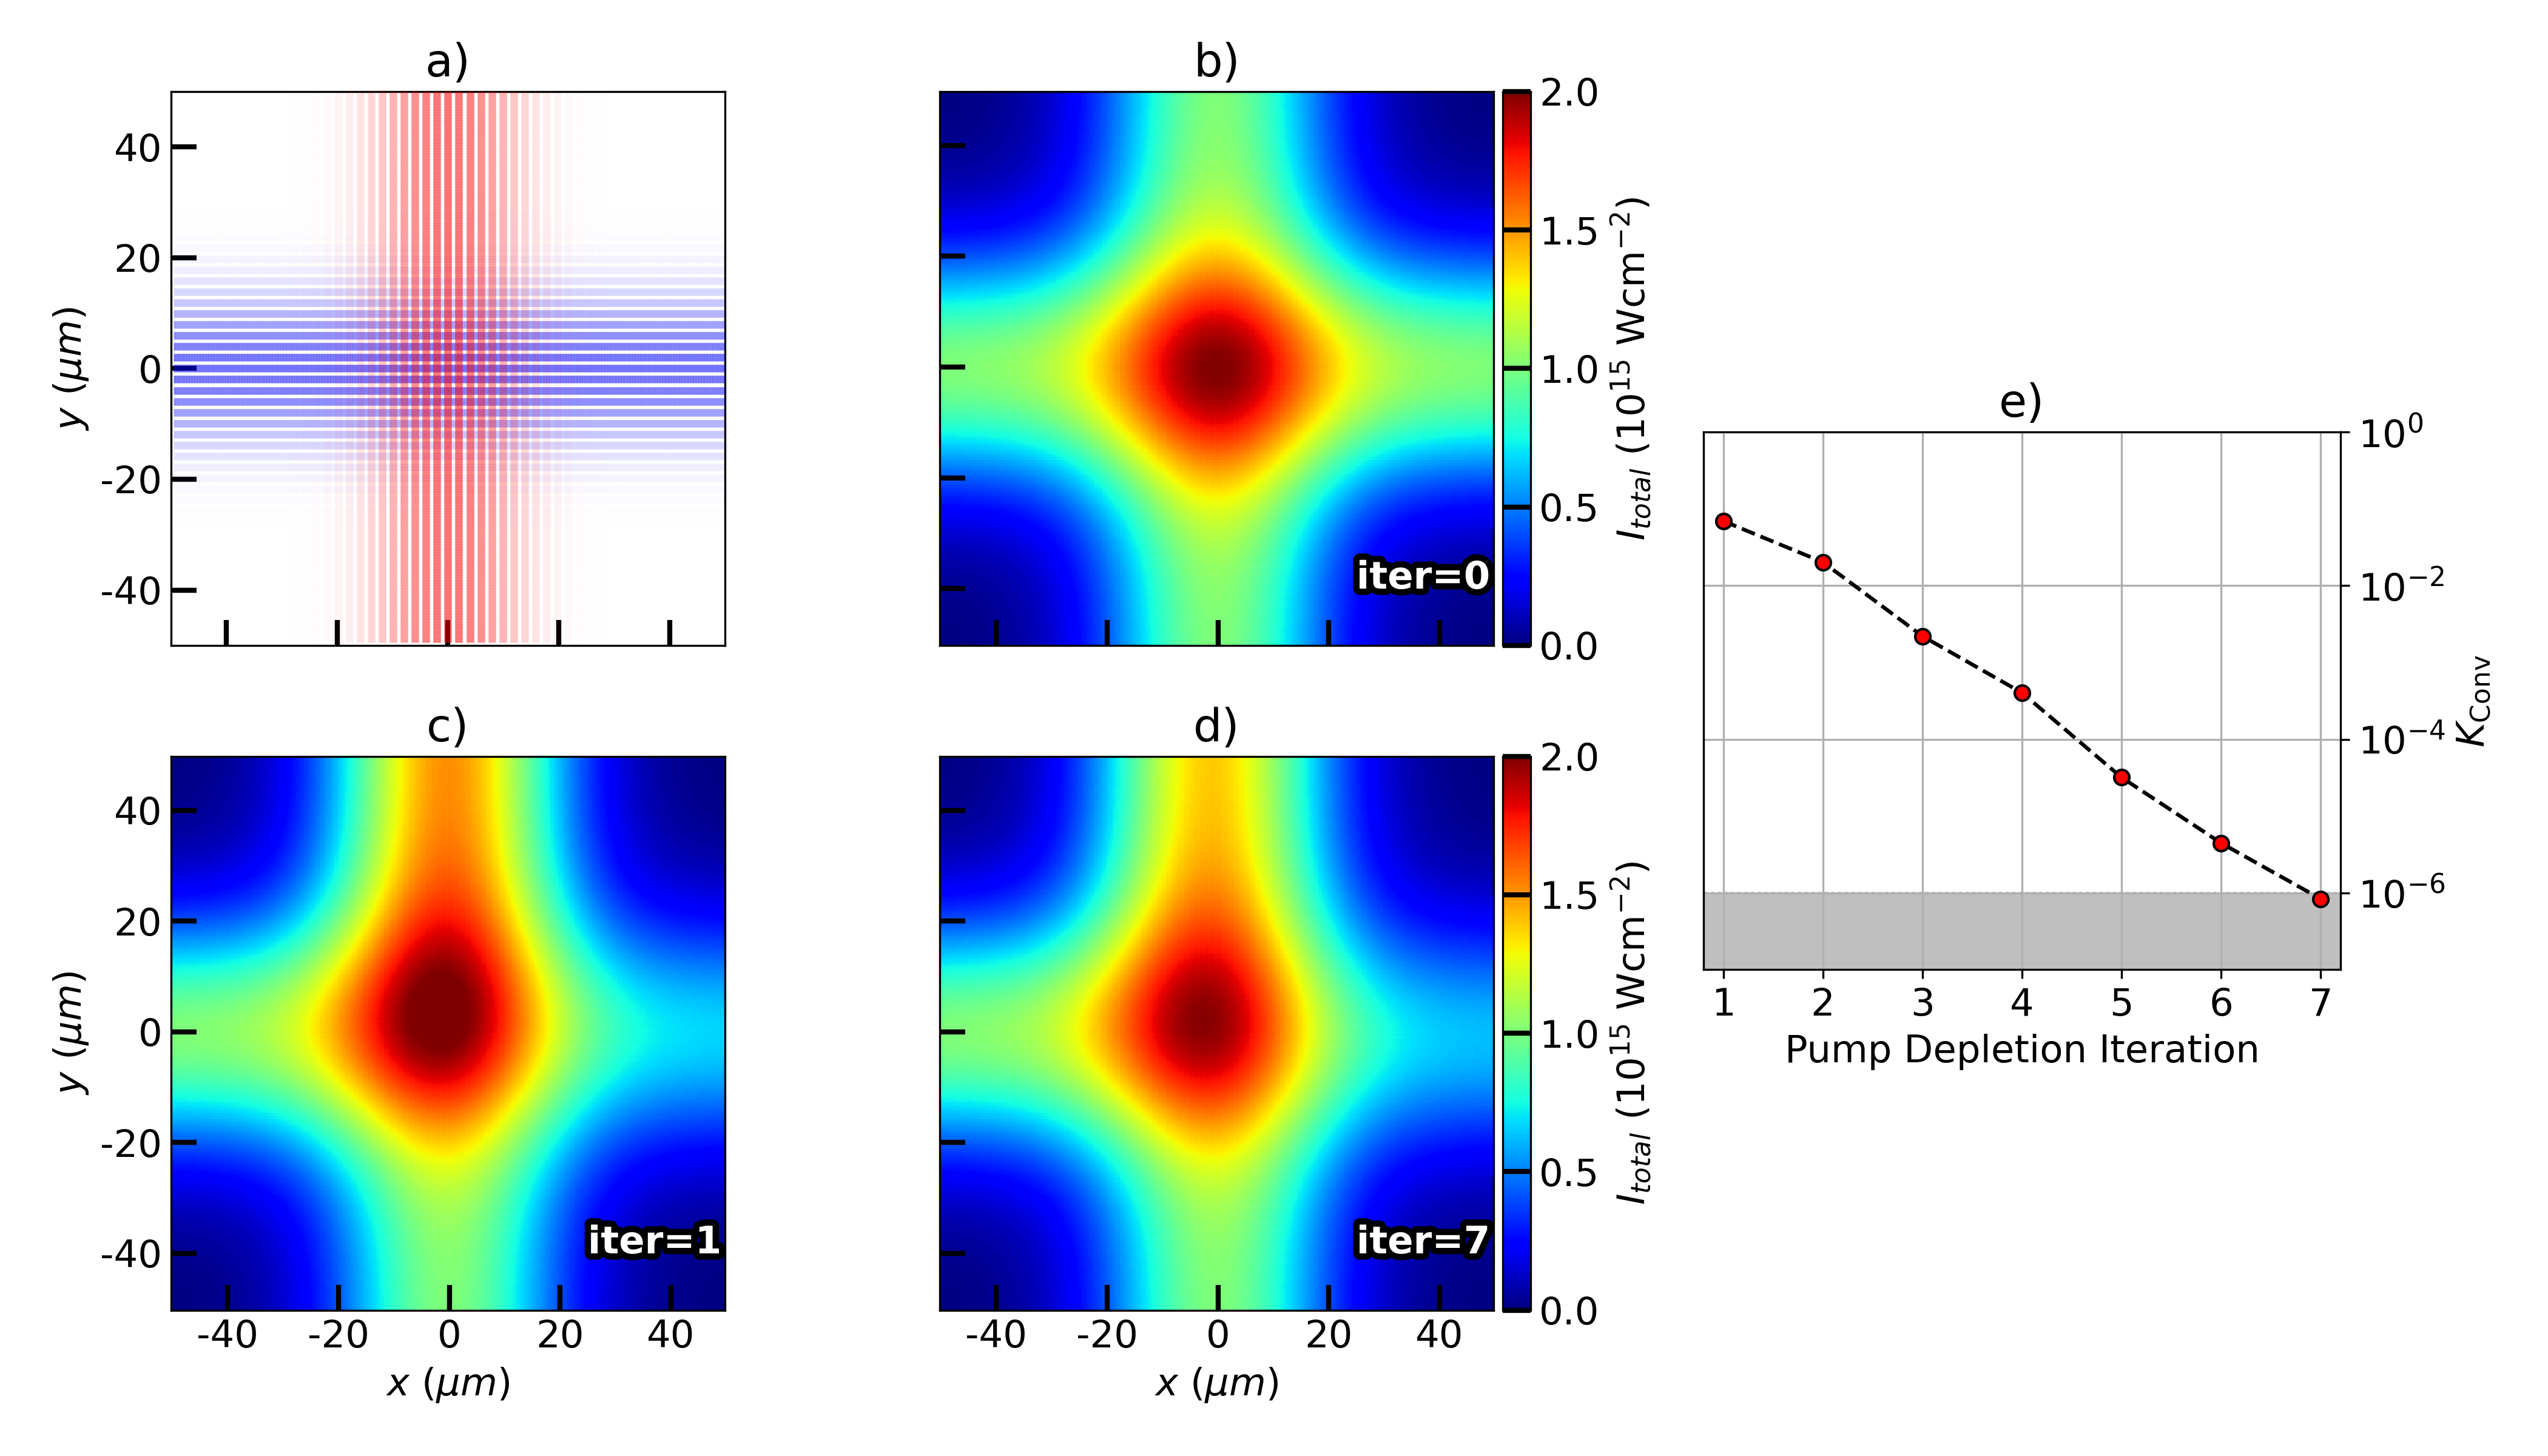 a)
40
20
0
-20
-40
y (μm)
b)
iter=0
2.0
1.5
1.0
0.5
0.0
I_total (10^15 Wcm^−2)
c)
40
20
0
-20
-40
y (μm)
iter=1
-40 -20 0 20 40
x (μm)
d)
iter=7
-40 -20 0 20 40
x (μm)
2.0
1.5
1.0
0.5
0.0
I_total (10^15 Wcm^−2)
e)
10^0
10^−2
10^−4
10^−6
K_Conv
1 2 3 4 5 6 7
Pump Depletion Iteration